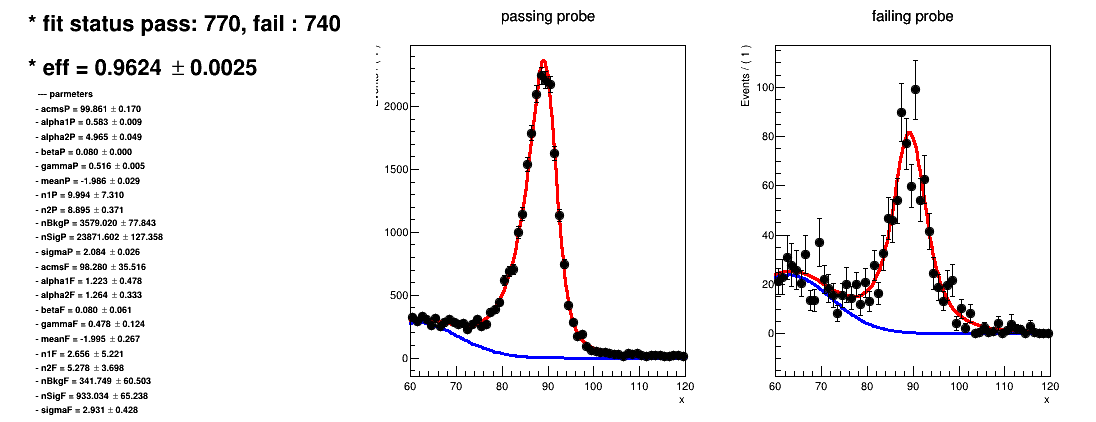 * fit status pass: 770, fail : 740
* eff = 0.9624 ± 0.0025
--- parmeters
- acmsP = 99.861 ± 0.170
- alpha1P = 0.583 ± 0.009
- alpha2P = 4.965 ± 0.049
- betaP = 0.080 ± 0.000
- gammaP = 0.516 ± 0.005
- meanP = -1.986 ± 0.029
- n1P = 9.994 ± 7.310
- n2P = 8.895 ± 0.371
- nBkgP = 3579.020 ± 77.843
- nSigP = 23871.602 ± 127.358
- sigmaP = 2.084 ± 0.026
- acmsF = 98.280 ± 35.516
- alpha1F = 1.223 ± 0.478
- alpha2F = 1.264 ± 0.333
- betaF = 0.080 ± 0.061
- gammaF = 0.478 ± 0.124
- meanF = -1.995 ± 0.267
- n1F = 2.656 ± 5.221
- n2F = 5.278 ± 3.698
- nBkgF = 341.749 ± 60.503
- nSigF = 933.034 ± 65.238
- sigmaF = 2.931 ± 0.428
passing probe
2000
1500
1000
500
0
60 70 80 90 100 110 120
x
failing probe
Events / ( 1 )
100
80
60
40
20
0
60 70 80 90 100 110 120
x